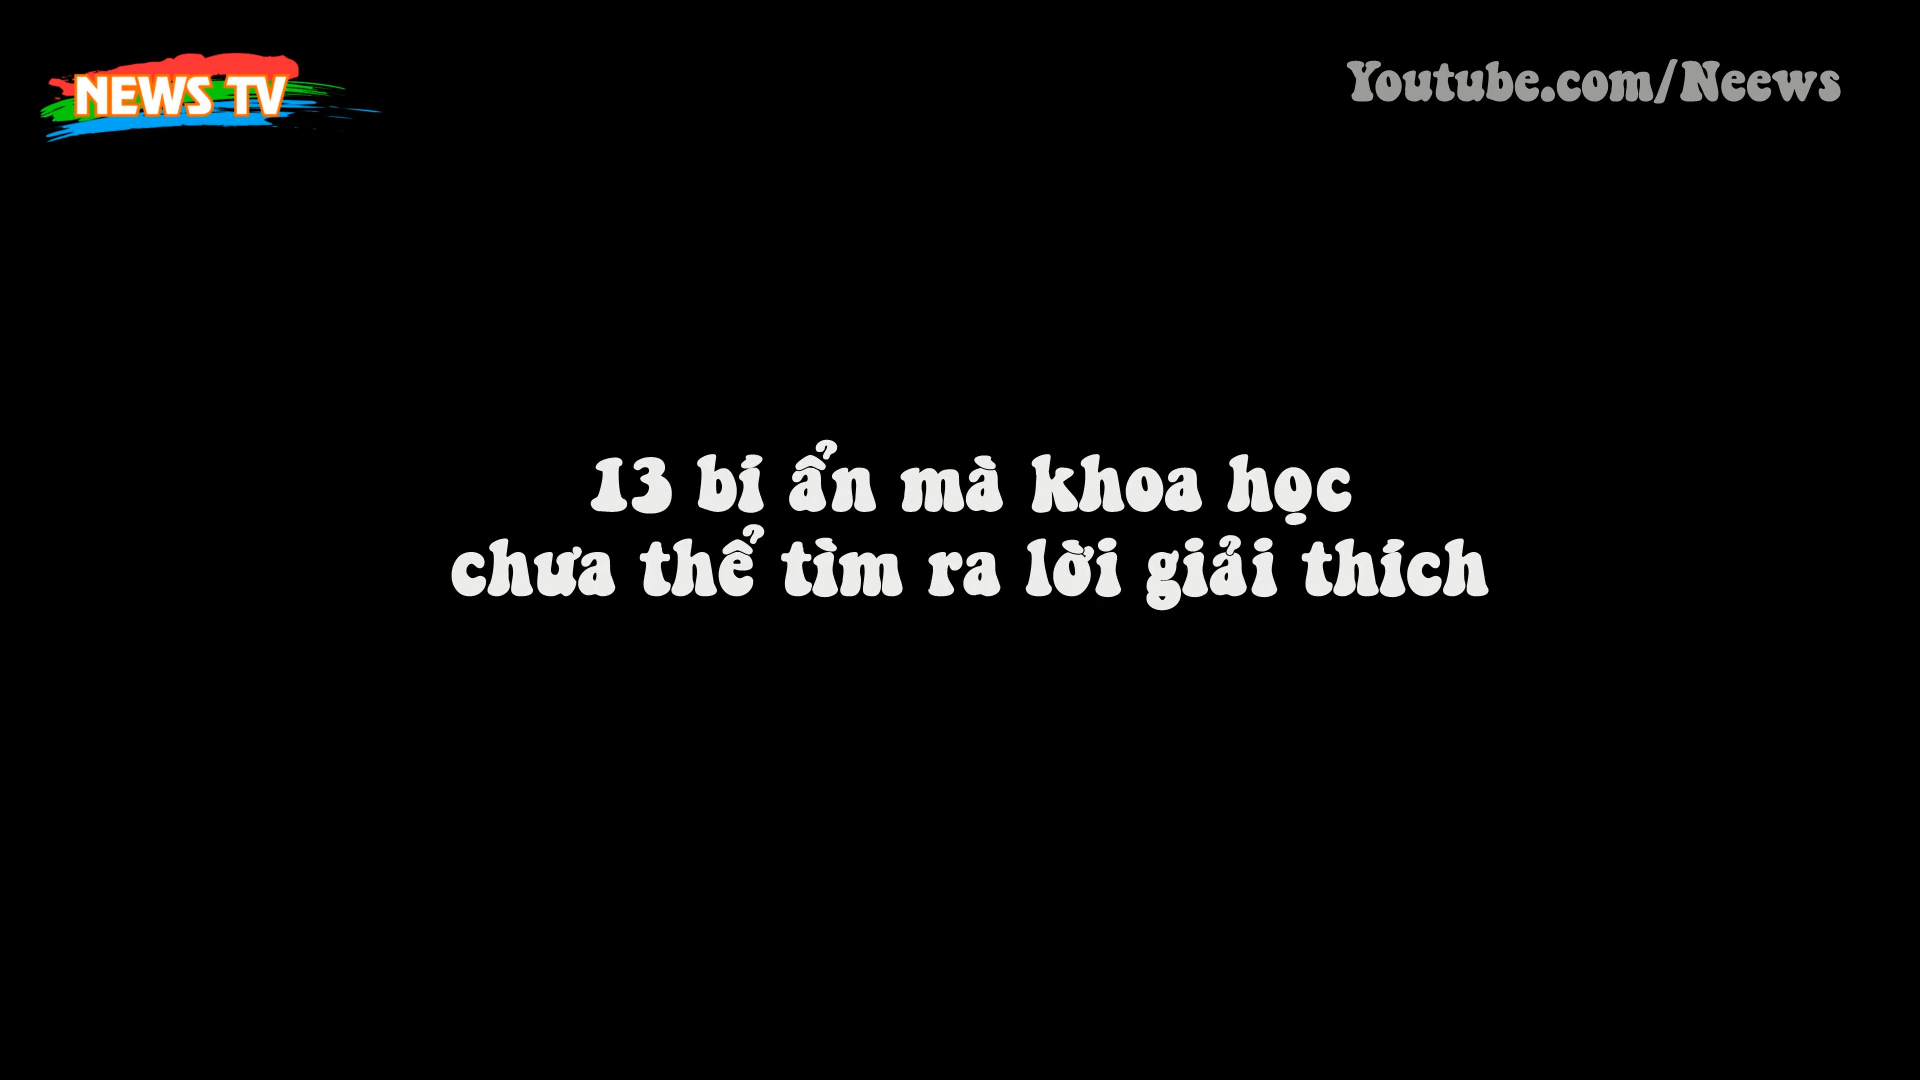 NEWS TV
Youtube.com/Neews
13 bí ẩn mà khoa học
chưa thể tìm ra lời giải thích